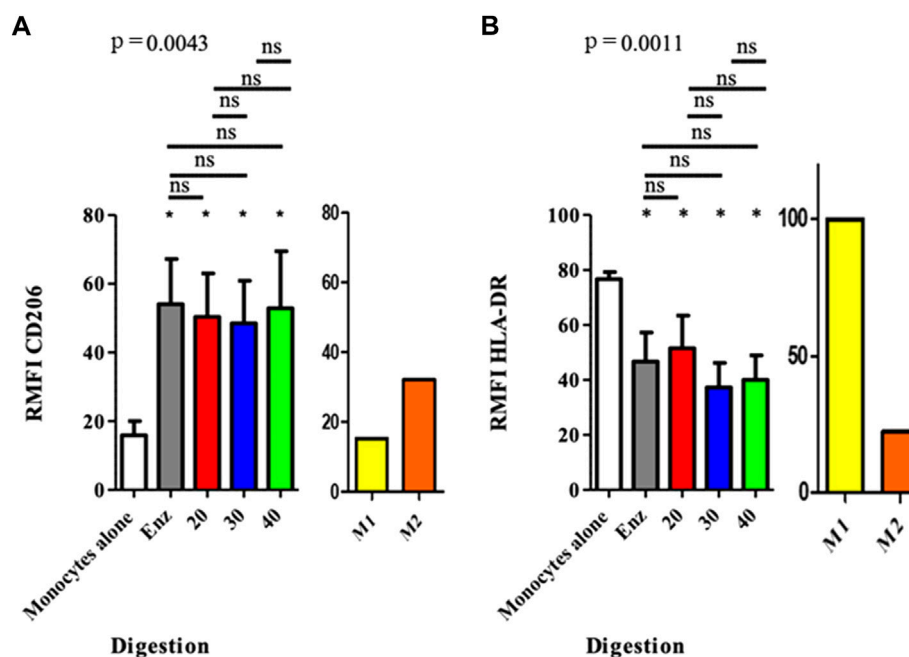 A
p = 0.0043
ns
ns
ns
ns
ns
ns
* * * *
RMFI CD206
80
60
40
20
0
Monocytes alone
Enz
20
30
40
Digestion
80
60
40
20
0
M1
M2
B
p = 0.0011
ns
ns
ns
ns
ns
ns
* * * *
RMFI HLA-DR
100
80
60
40
20
0
Monocytes alone
Enz
20
30
40
Digestion
100
50
0
M1
M2